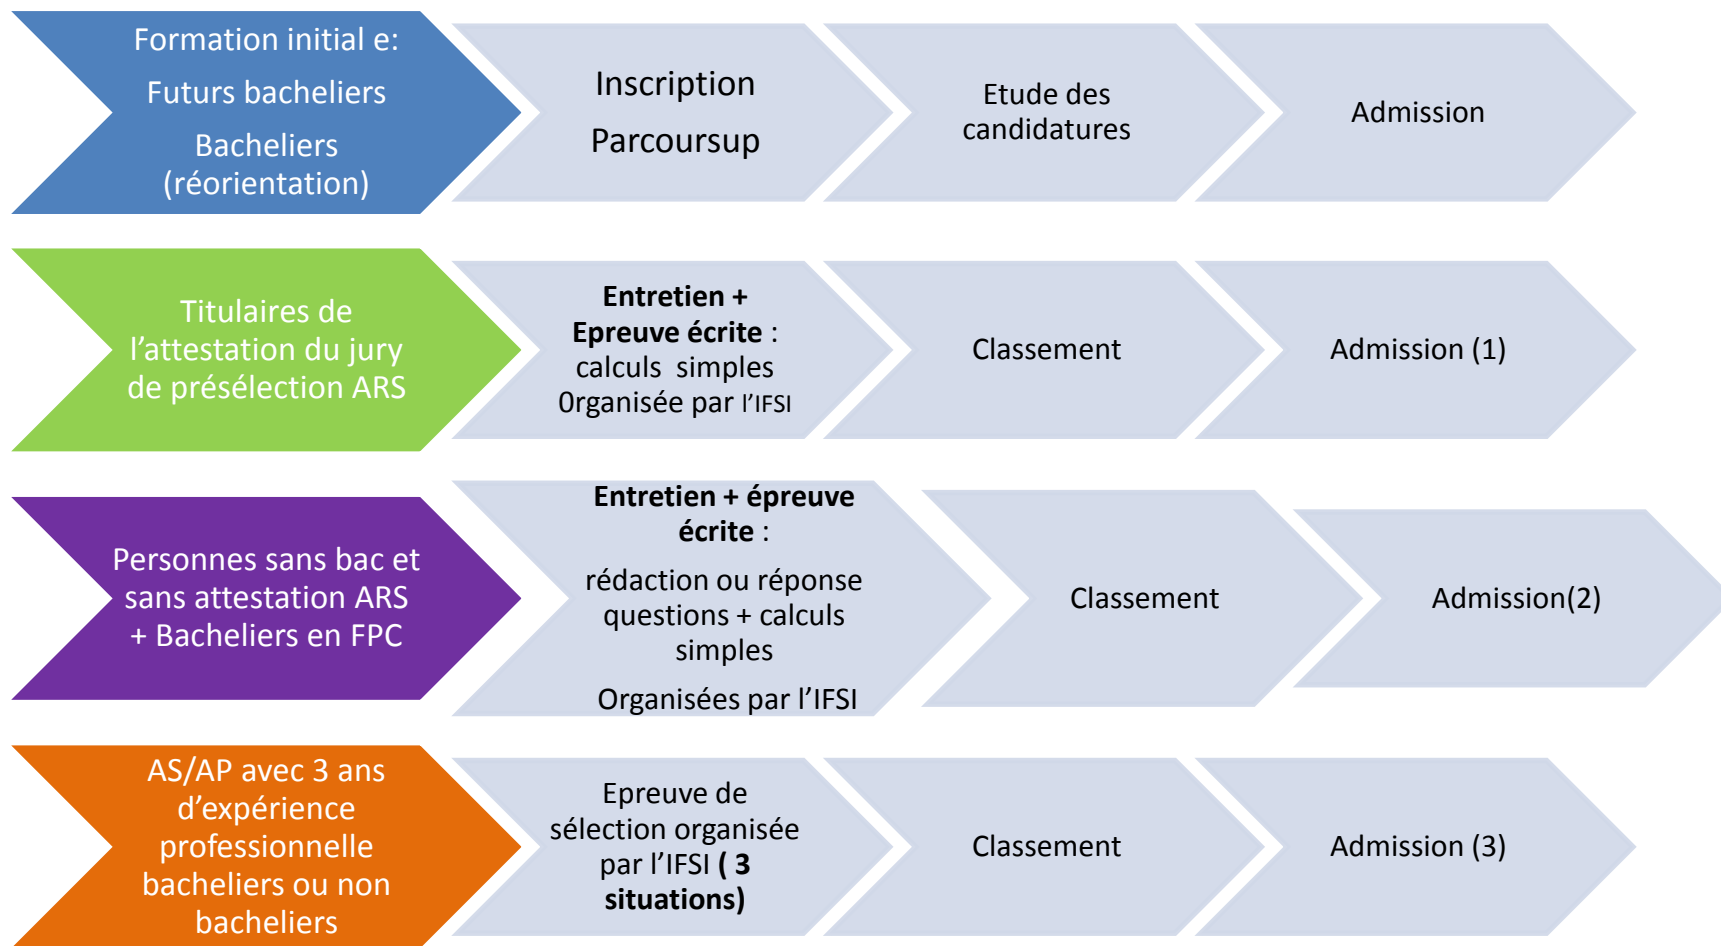 Formation initial e:
Futurs bacheliers
Bacheliers
(réorientation)
Inscription
Parcoursup
Etude des
candidatures
Admission
Titulaires de
l'attestation du jury
de présélection ARS
Entretien +
Epreuve écrite :
calculs simples
0rganisée par l'IFSI
Classement
Admission (1)
Personnes sans bac et
sans attestation ARS
+ Bacheliers en FPC
Entretien + épreuve
écrite :
rédaction ou réponse
questions + calculs
simples
Organisées par l'IFSI
Classement
Admission(2)
AS/AP avec 3 ans
d'expérience
professionnelle
bacheliers ou non
bacheliers
Epreuve de
sélection organisée
par l'IFSI ( 3
situations)
Classement
Admission (3)